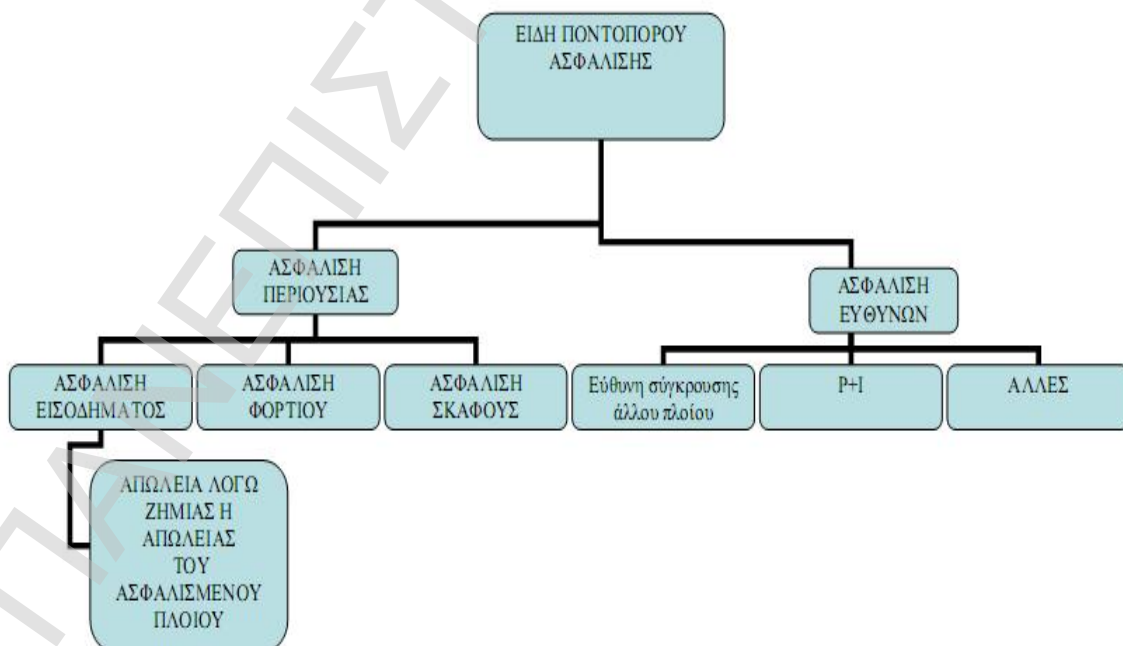 ΕΙΔΗ ΠΟΝΤΟΠΟΡΟΥ
ΑΣΦΑΛΙΣΗΣ
ΑΣΦΑΛΙΣΗ
ΠΕΡΙΟΥΣΙΑΣ
ΑΣΦΑΛΙΣΗ
ΕΥΘΥΝΩΝ
ΑΣΦΑΛΙΣΗ
ΕΙΣΟΔΗΜΑΤΟΣ
ΑΣΦΑΛΙΣΗ
ΦΟΡΤΙΟΥ
ΑΣΦΑΛΙΣΗ
ΣΚΑΦΟΥΣ
Εύθυνη σύγκρουσης
άλλου πλοίου
P+I
ΑΛΛΕΣ
ΑΠΩΛΕΙΑ ΛΟΓΩ
ΖΗΜΙΑΣ Η
ΑΠΩΛΕΙΑΣ
ΤΟΥ
ΑΣΦΑΛΙΣΜΕΝΟΥ
ΠΛΟΙΟΥ
ΠΑΝΕΠΙΣΤ